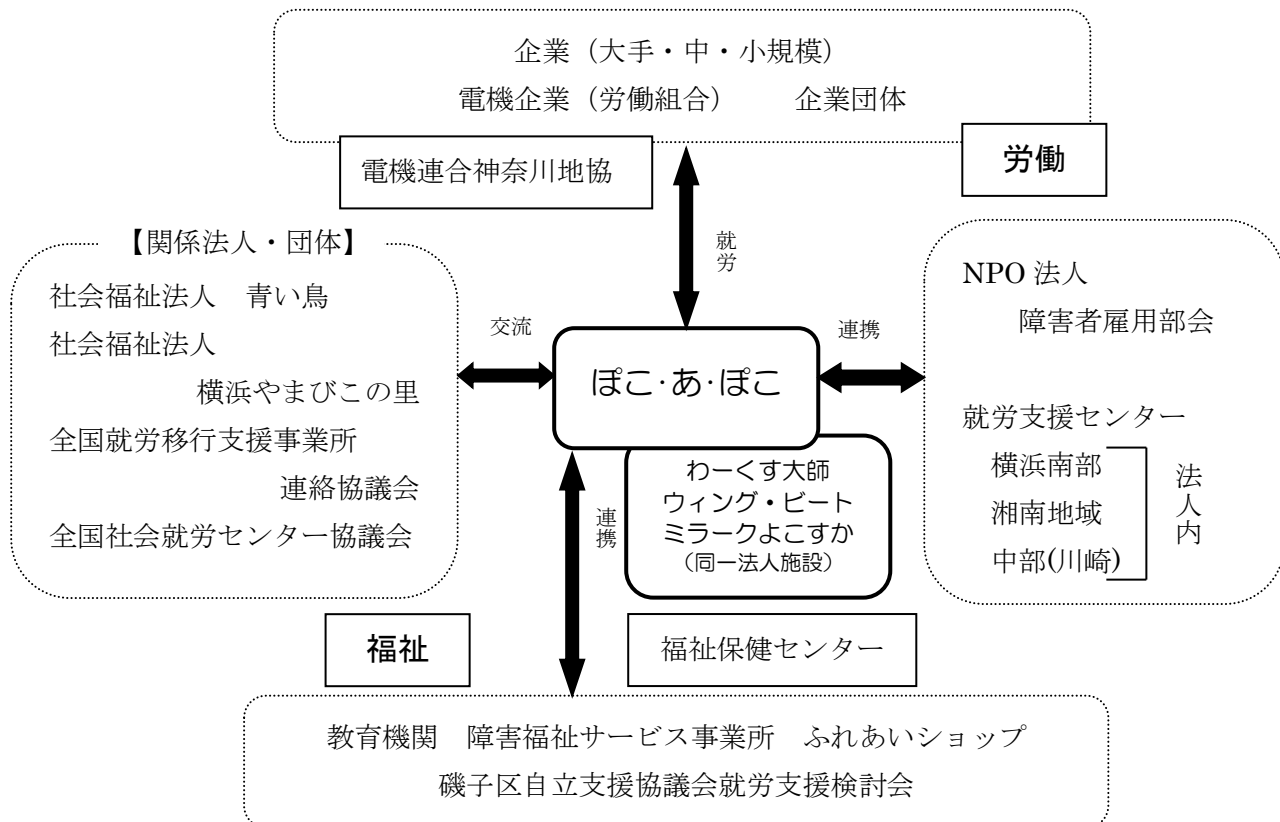 企業（大手・中・小規模）
電機企業（労働組合）　　企業団体
電機連合神奈川地協
労働
就労
【関係法人・団体】
社会福祉法人　青い鳥
社会福祉法人
横浜やまびこの里
全国就労移行支援事業所
連絡協議会
全国社会就労センター協議会
交流
ぽこ･あ･ぽこ
連携
NPO 法人
障害者雇用部会
就労支援センター
横浜南部
湘南地域
中部(川崎)
法人内
わーくす大師
ウィング・ビート
ミラークよこすか
（同一法人施設）
連携
福祉
福祉保健センター
教育機関　障害福祉サービス事業所　ふれあいショップ
磯子区自立支援協議会就労支援検討会